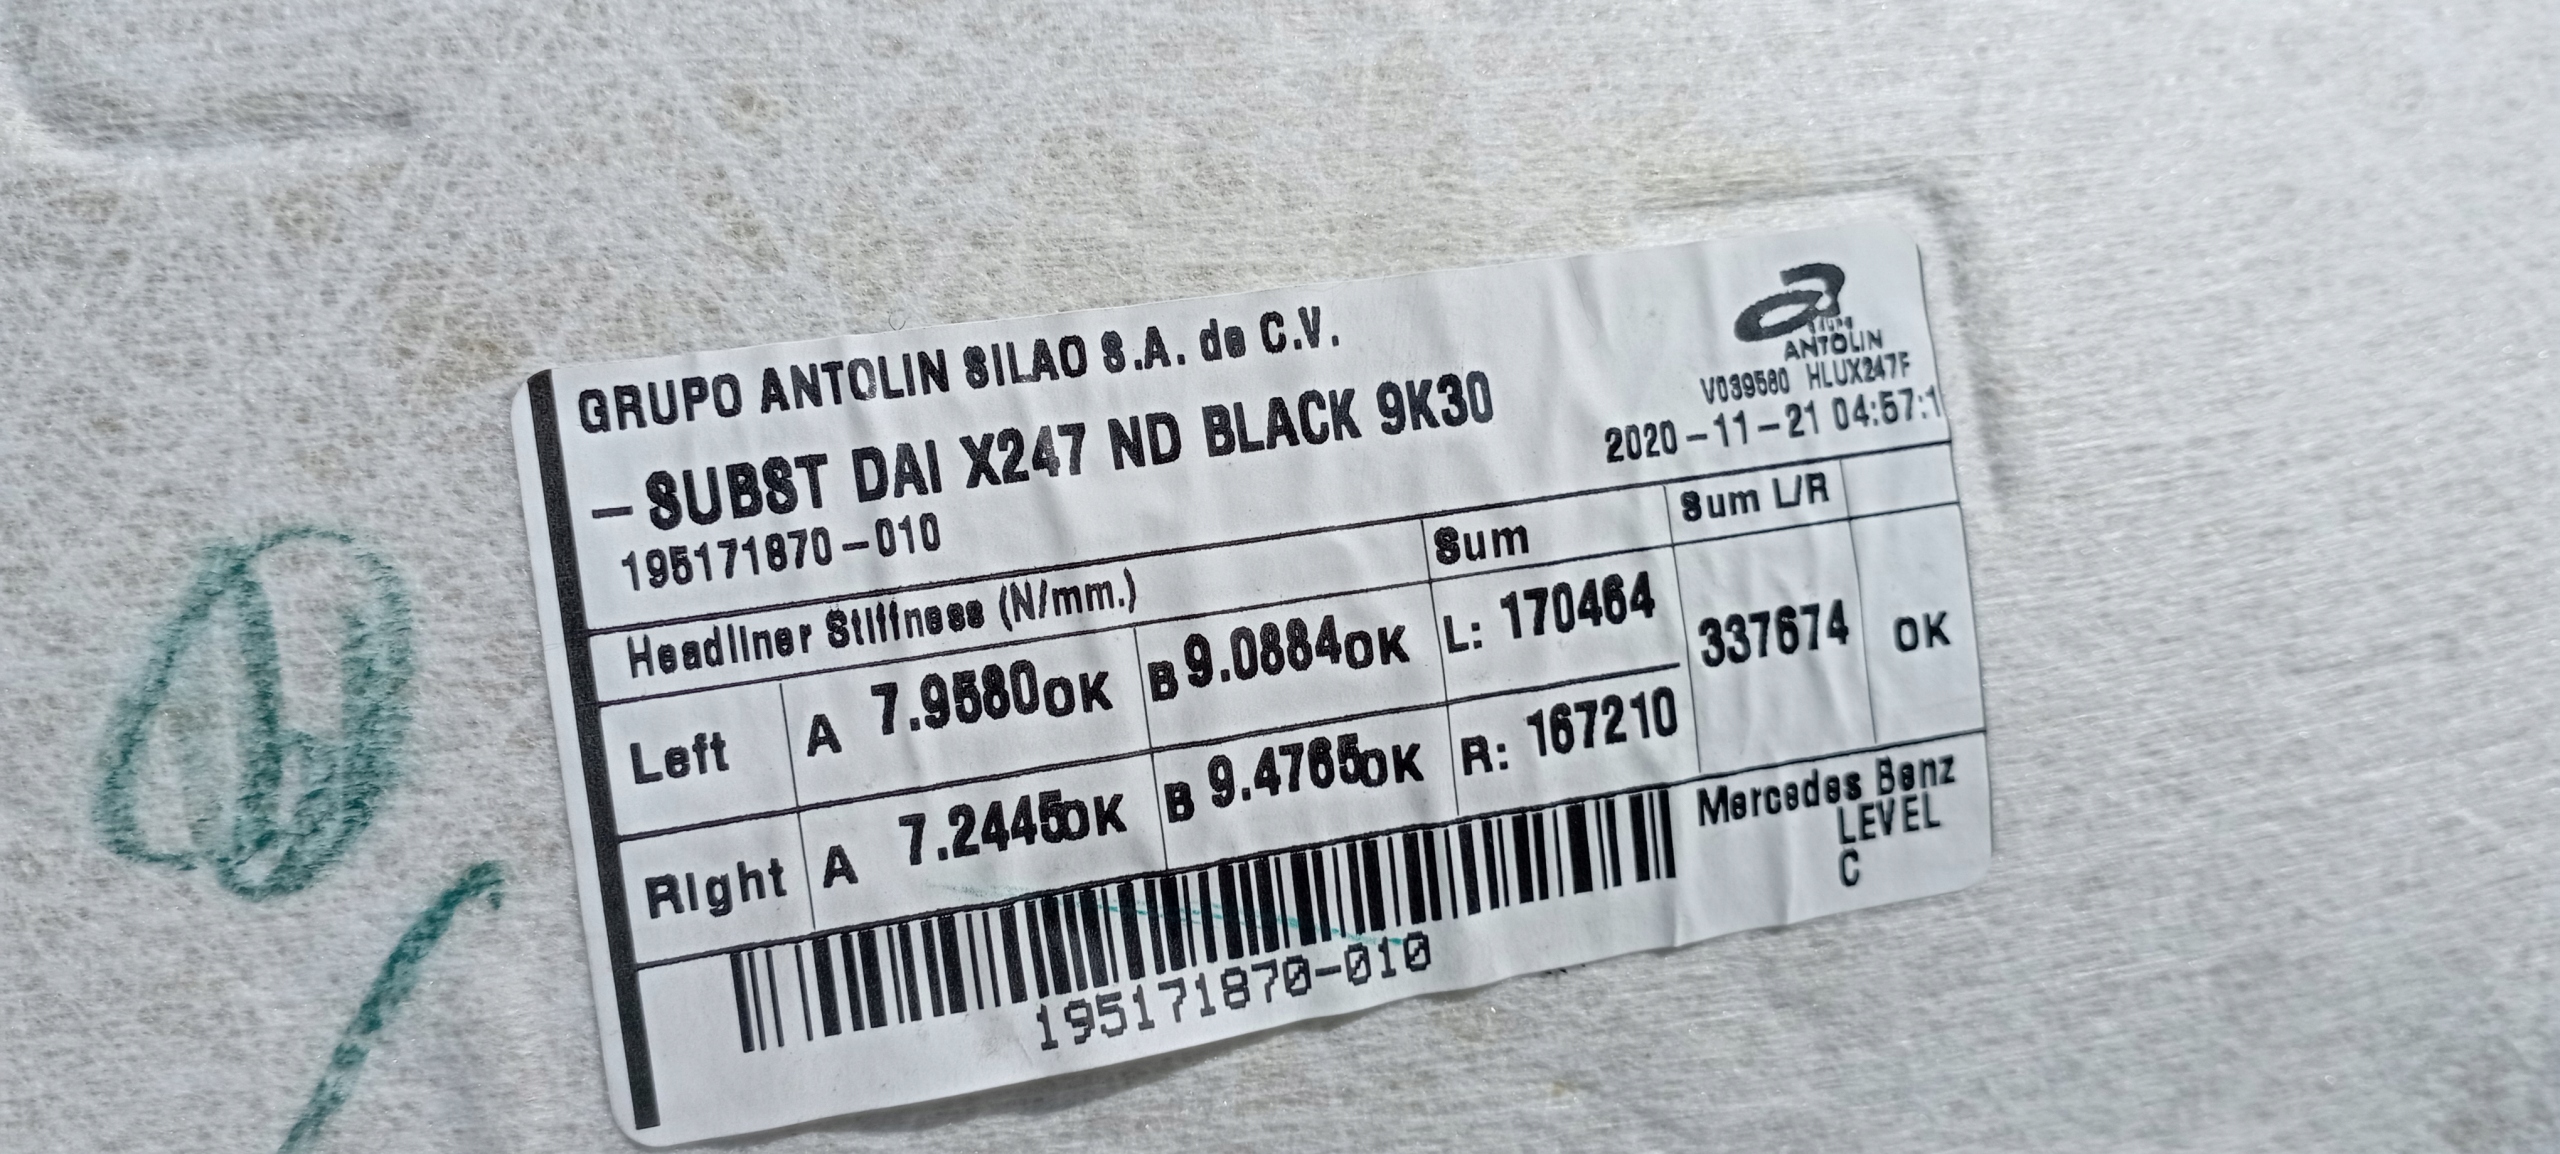 GRUPO ANTOLIN SILAO S.A. de C.V.
-SUBST DAI X247 ND BLACK 9K30
195171870-010
Grupo
ANTOLIN
V039580 HLUX247F
2020-11-21 04:57:1
Headliner Stiffness (N/mm.)
Sum
Sum L/R
Left A 7.9580 OK B 9.0884 OK L: 170464
337674 OK
Right A 7.2445 OK B 9.4765 OK R: 167210
Mercedes Benz
LEVEL
C
195171870-010